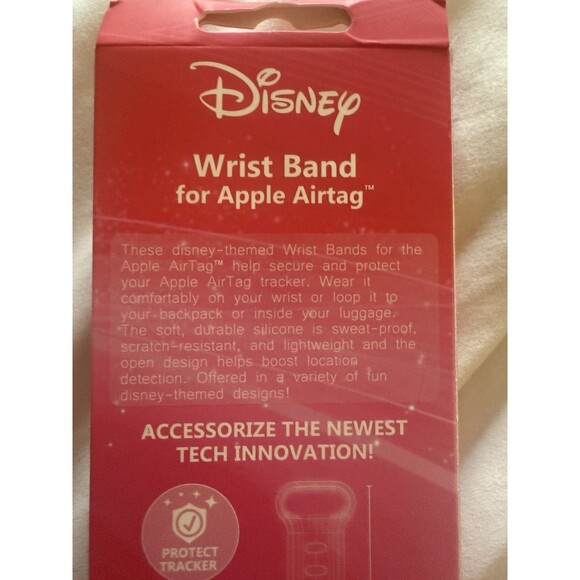 Disney
Wrist Band
for Apple Airtag™
These disney-themed Wrist Bands for the
Apple AirTag™ help secure and protect
your Apple AirTag tracker. Wear it
comfortably on your wrist or loop it to
your backpack or inside your luggage.
The soft, durable silicone is sweat-proof,
scratch-resistant, and lightweight and the
open design helps boost location
detection. Offered in a variety of fun
disney-themed designs!
ACCESSORIZE THE NEWEST
TECH INNOVATION!
PROTECT
TRACKER